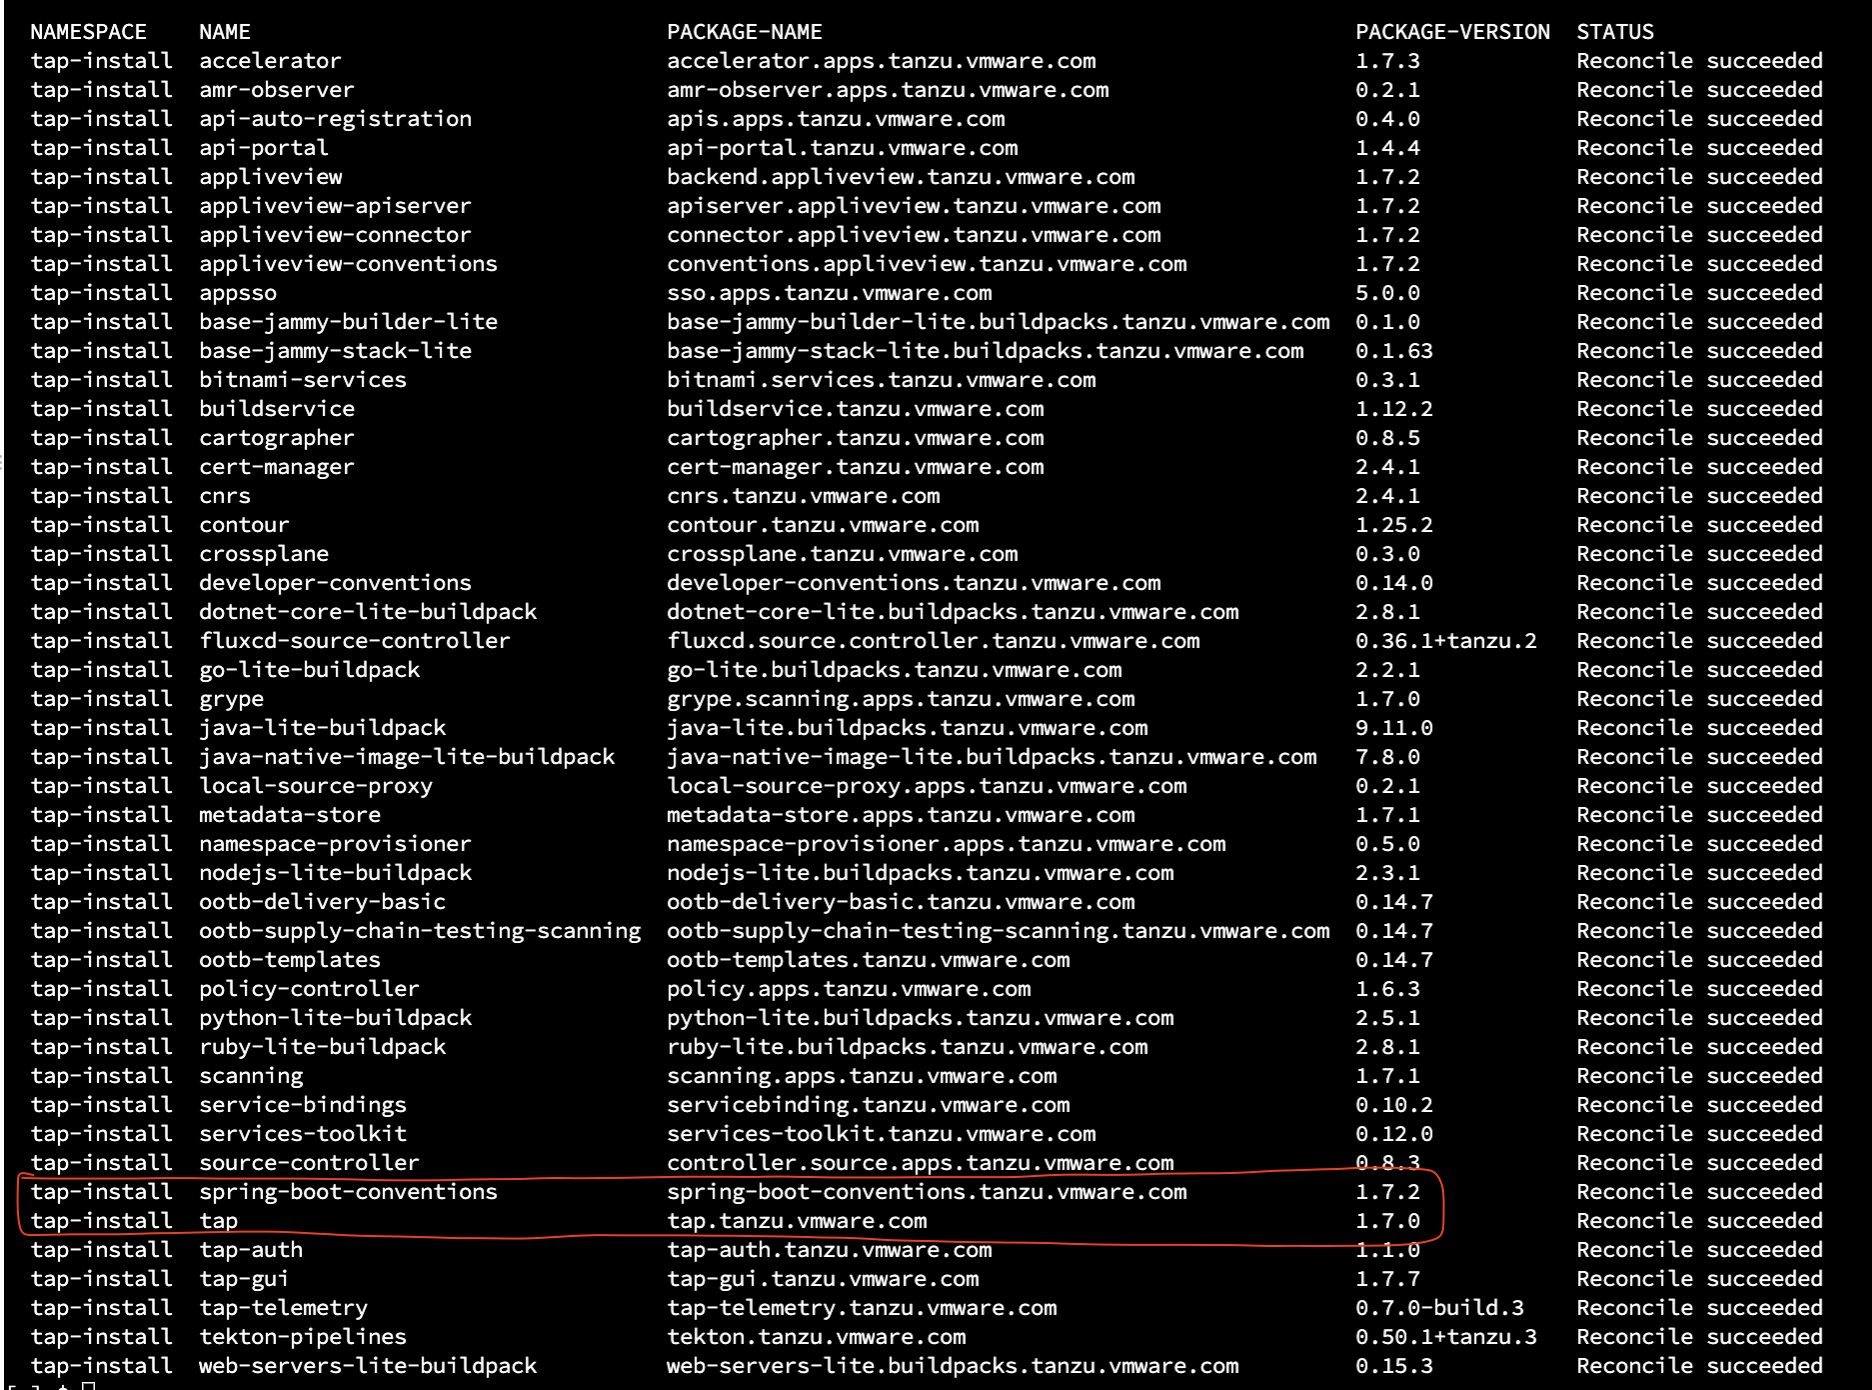 NAMESPACE NAME PACKAGE-NAME PACKAGE-VERSION STATUS
tap-install accelerator accelerator.apps.tanzu.vmware.com 1.7.3 Reconcile succeeded
tap-install amr-observer amr-observer.apps.tanzu.vmware.com 0.2.1 Reconcile succeeded
tap-install api-auto-registration apis.apps.tanzu.vmware.com 0.4.0 Reconcile succeeded
tap-install api-portal api-portal.tanzu.vmware.com 1.4.4 Reconcile succeeded
tap-install appliveview backend.appliveview.tanzu.vmware.com 1.7.2 Reconcile succeeded
tap-install appliveview-apiserver apiserver.appliveview.tanzu.vmware.com 1.7.2 Reconcile succeeded
tap-install appliveview-connector connector.appliveview.tanzu.vmware.com 1.7.2 Reconcile succeeded
tap-install appliveview-conventions conventions.appliveview.tanzu.vmware.com 1.7.2 Reconcile succeeded
tap-install appsso sso.apps.tanzu.vmware.com 5.0.0 Reconcile succeeded
tap-install base-jammy-builder-lite base-jammy-builder-lite.buildpacks.tanzu.vmware.com 0.1.0 Reconcile succeeded
tap-install base-jammy-stack-lite base-jammy-stack-lite.buildpacks.tanzu.vmware.com 0.1.63 Reconcile succeeded
tap-install bitnami-services bitnami.services.tanzu.vmware.com 0.3.1 Reconcile succeeded
tap-install buildservice buildservice.tanzu.vmware.com 1.12.2 Reconcile succeeded
tap-install cartographer cartographer.tanzu.vmware.com 0.8.5 Reconcile succeeded
tap-install cert-manager cert-manager.tanzu.vmware.com 2.4.1 Reconcile succeeded
tap-install cnrs cnrs.tanzu.vmware.com 2.4.1 Reconcile succeeded
tap-install contour contour.tanzu.vmware.com 1.25.2 Reconcile succeeded
tap-install crossplane crossplane.tanzu.vmware.com 0.3.0 Reconcile succeeded
tap-install developer-conventions developer-conventions.tanzu.vmware.com 0.14.0 Reconcile succeeded
tap-install dotnet-core-lite-buildpack dotnet-core-lite.buildpacks.tanzu.vmware.com 2.8.1 Reconcile succeeded
tap-install fluxcd-source-controller fluxcd.source.controller.tanzu.vmware.com 0.36.1+tanzu.2 Reconcile succeeded
tap-install go-lite-buildpack go-lite.buildpacks.tanzu.vmware.com 2.2.1 Reconcile succeeded
tap-install grype grype.scanning.apps.tanzu.vmware.com 1.7.0 Reconcile succeeded
tap-install java-lite-buildpack java-lite.buildpacks.tanzu.vmware.com 9.11.0 Reconcile succeeded
tap-install java-native-image-lite-buildpack java-native-image-lite.buildpacks.tanzu.vmware.com 7.8.0 Reconcile succeeded
tap-install local-source-proxy local-source-proxy.apps.tanzu.vmware.com 0.2.1 Reconcile succeeded
tap-install metadata-store metadata-store.apps.tanzu.vmware.com 1.7.1 Reconcile succeeded
tap-install namespace-provisioner namespace-provisioner.apps.tanzu.vmware.com 0.5.0 Reconcile succeeded
tap-install nodejs-lite-buildpack nodejs-lite.buildpacks.tanzu.vmware.com 2.3.1 Reconcile succeeded
tap-install ootb-delivery-basic ootb-delivery-basic.tanzu.vmware.com 0.14.7 Reconcile succeeded
tap-install ootb-supply-chain-testing-scanning ootb-supply-chain-testing-scanning.tanzu.vmware.com 0.14.7 Reconcile succeeded
tap-install ootb-templates ootb-templates.tanzu.vmware.com 0.14.7 Reconcile succeeded
tap-install policy-controller policy.apps.tanzu.vmware.com 1.6.3 Reconcile succeeded
tap-install python-lite-buildpack python-lite.buildpacks.tanzu.vmware.com 2.5.1 Reconcile succeeded
tap-install ruby-lite-buildpack ruby-lite.buildpacks.tanzu.vmware.com 2.8.1 Reconcile succeeded
tap-install scanning scanning.apps.tanzu.vmware.com 1.7.1 Reconcile succeeded
tap-install service-bindings servicebinding.tanzu.vmware.com 0.10.2 Reconcile succeeded
tap-install services-toolkit services-toolkit.tanzu.vmware.com 0.12.0 Reconcile succeeded
tap-install source-controller controller.source.apps.tanzu.vmware.com 0.8.3 Reconcile succeeded
tap-install spring-boot-conventions spring-boot-conventions.tanzu.vmware.com 1.7.2 Reconcile succeeded
tap-install tap tap.tanzu.vmware.com 1.7.0 Reconcile succeeded
tap-install tap-auth tap-auth.tanzu.vmware.com 1.1.0 Reconcile succeeded
tap-install tap-gui tap-gui.tanzu.vmware.com 1.7.7 Reconcile succeeded
tap-install tap-telemetry tap-telemetry.tanzu.vmware.com 0.7.0-build.3 Reconcile succeeded
tap-install tekton-pipelines tekton.tanzu.vmware.com 0.50.1+tanzu.3 Reconcile succeeded
tap-install web-servers-lite-buildpack web-servers-lite.buildpacks.tanzu.vmware.com 0.15.3 Reconcile succeeded